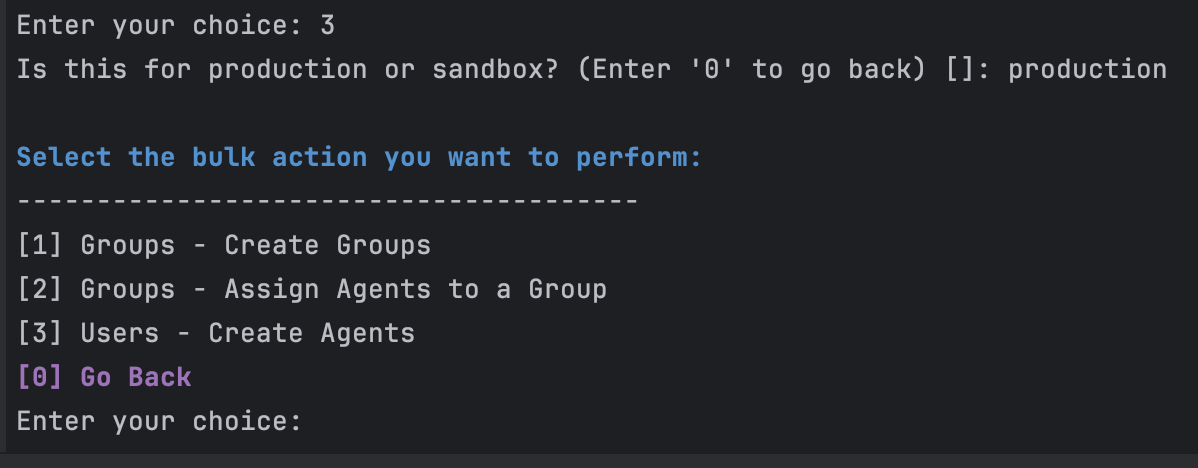 Enter your choice: 3
Is this for production or sandbox? (Enter '0' to go back) []: production
Select the bulk action you want to perform:
---------------------------------------
[1] Groups - Create Groups
[2] Groups - Assign Agents to a Group
[3] Users - Create Agents
[0] Go Back
Enter your choice: